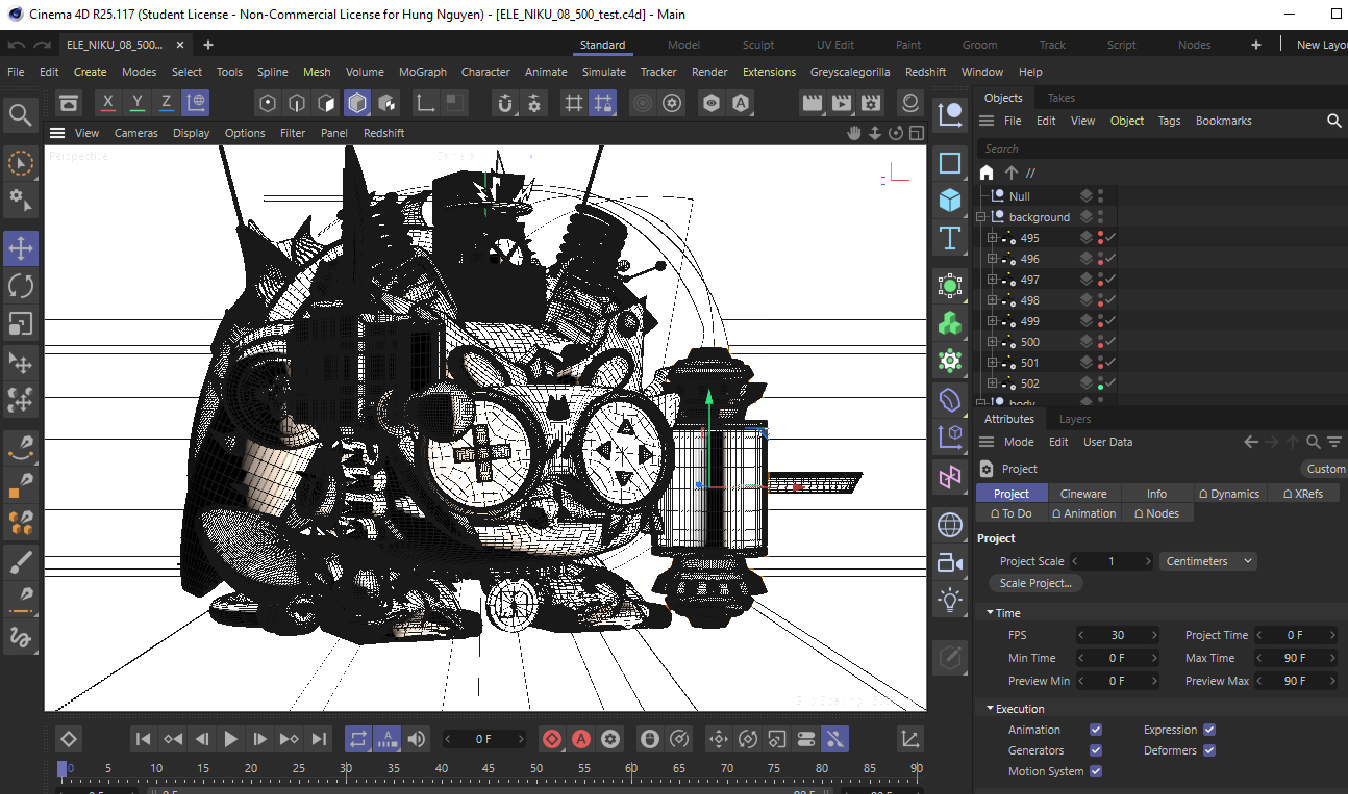 Cinema 4D R25.117 (Student License - Non-Commercial License for Hung Nguyen) - [ELE_NIKU_08_500_test.c4d] - Main
ELE_NIKU_08_500... × + Standard Model Sculpt UV Edit Paint Groom Track Script Nodes + New Layou
File Edit Create Modes Select Tools Spline Mesh Volume MoGraph Character Animate Simulate Tracker Render Extensions Greyscalegorilla Redshift Window Help
X Y Z
View Cameras Display Options Filter Panel Redshift
Perspective
Objects Takes
File Edit View Object Tags Bookmarks
Search
//
Null
background
495
496
497
498
499
500
501
502
body
Attributes Layers
Mode Edit User Data
Project Custom
Project Cineware Info Dynamics XRefs
To Do Animation Nodes
Project
Project Scale 1 Centimeters
Scale Project...
Time
FPS 30 Project Time 0 F
Min Time 0 F Max Time 90 F
Preview Min 0 F Preview Max 90 F
Execution
Animation Expression
Generators Deformers
Motion System
0 F
0 5 10 15 20 25 30 35 40 45 50 55 60 65 70 75 80 85 90
0 F 0 F 90 F 90 F